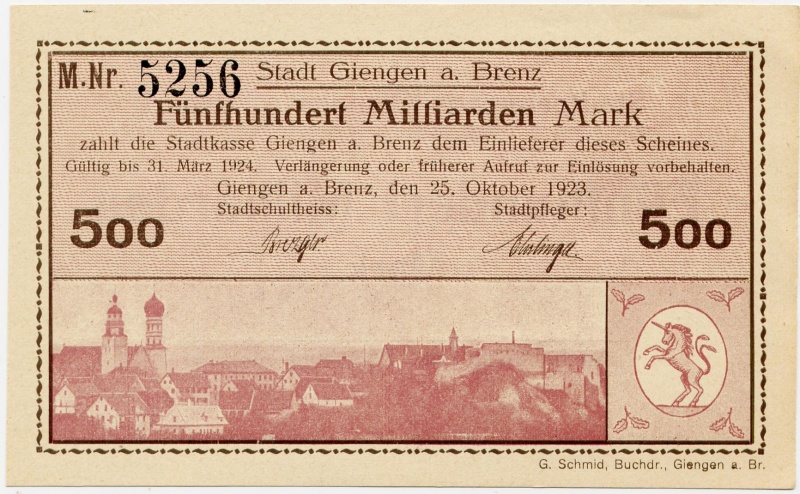 M.Nr. 5256 Stadt Giengen a. Brenz
Fünfhundert Milliarden Mark
zahlt die Stadtkasse Giengen a. Brenz dem Einlieferer dieses Scheines.
Gültig bis 31. März 1924. Verlängerung oder früherer Aufruf zur Einlösung vorbehalten.
Giengen a. Brenz, den 25. Oktober 1923.
Stadtschultheiss: Stadtpfleger:
500 500
G. Schmid, Buchdr., Giengen a. Br.